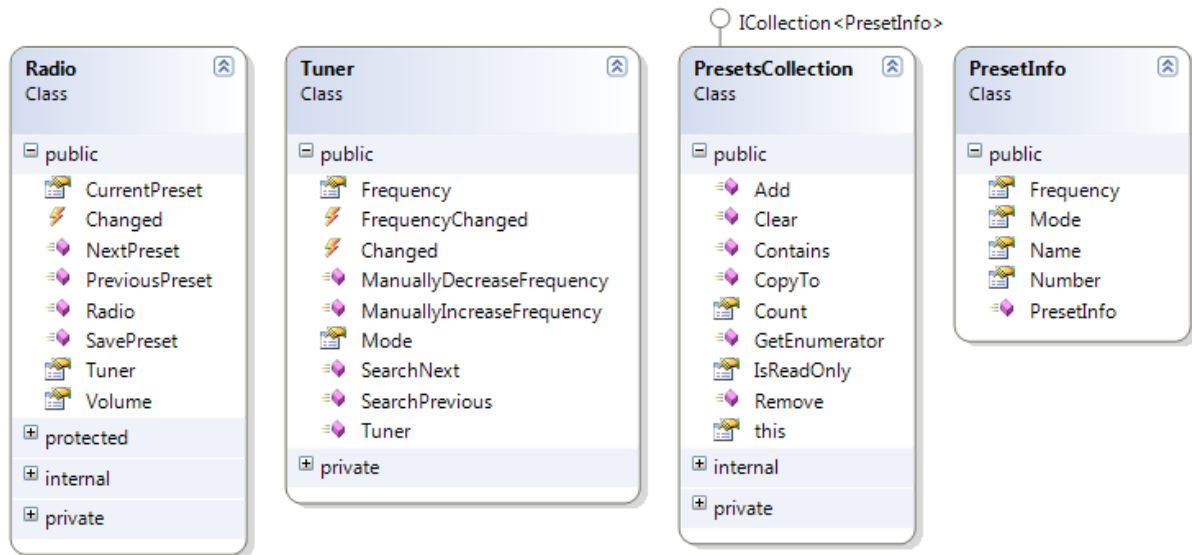 ICollection<PresetInfo>
Radio
Class
public
CurrentPreset
Changed
NextPreset
PreviousPreset
Radio
SavePreset
Tuner
Volume
protected
internal
private
Tuner
Class
public
Frequency
FrequencyChanged
Changed
ManuallyDecreaseFrequency
ManuallyIncreaseFrequency
Mode
SearchNext
SearchPrevious
Tuner
private
PresetsCollection
Class
public
Add
Clear
Contains
CopyTo
Count
GetEnumerator
IsReadOnly
Remove
this
internal
private
PresetInfo
Class
public
Frequency
Mode
Name
Number
PresetInfo